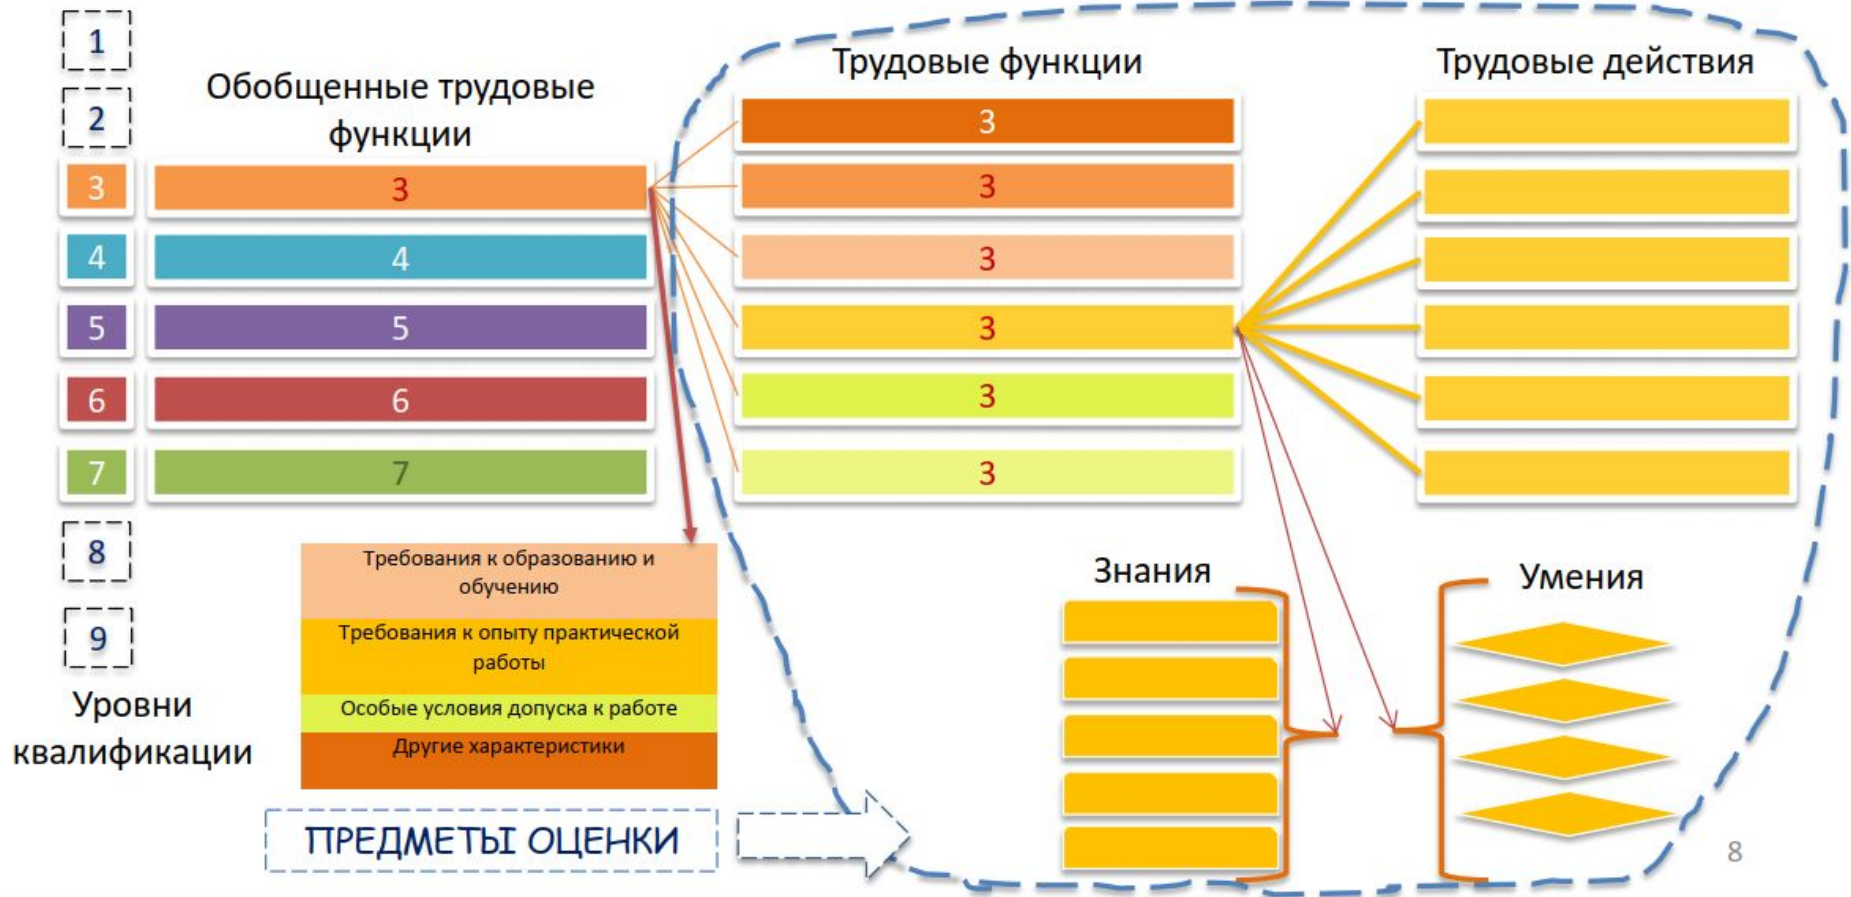 1
2
3
4
5
6
7
8
9
Уровни
квалификации
Обобщенные трудовые
функции
3
4
5
6
7
Требования к образованию и
обучению
Требования к опыту практической
работы
Особые условия допуска к работе
Другие характеристики
ПРЕДМЕТЫ ОЦЕНКИ
Трудовые функции
3
3
3
3
3
3
Трудовые действия
Знания
Умения
8